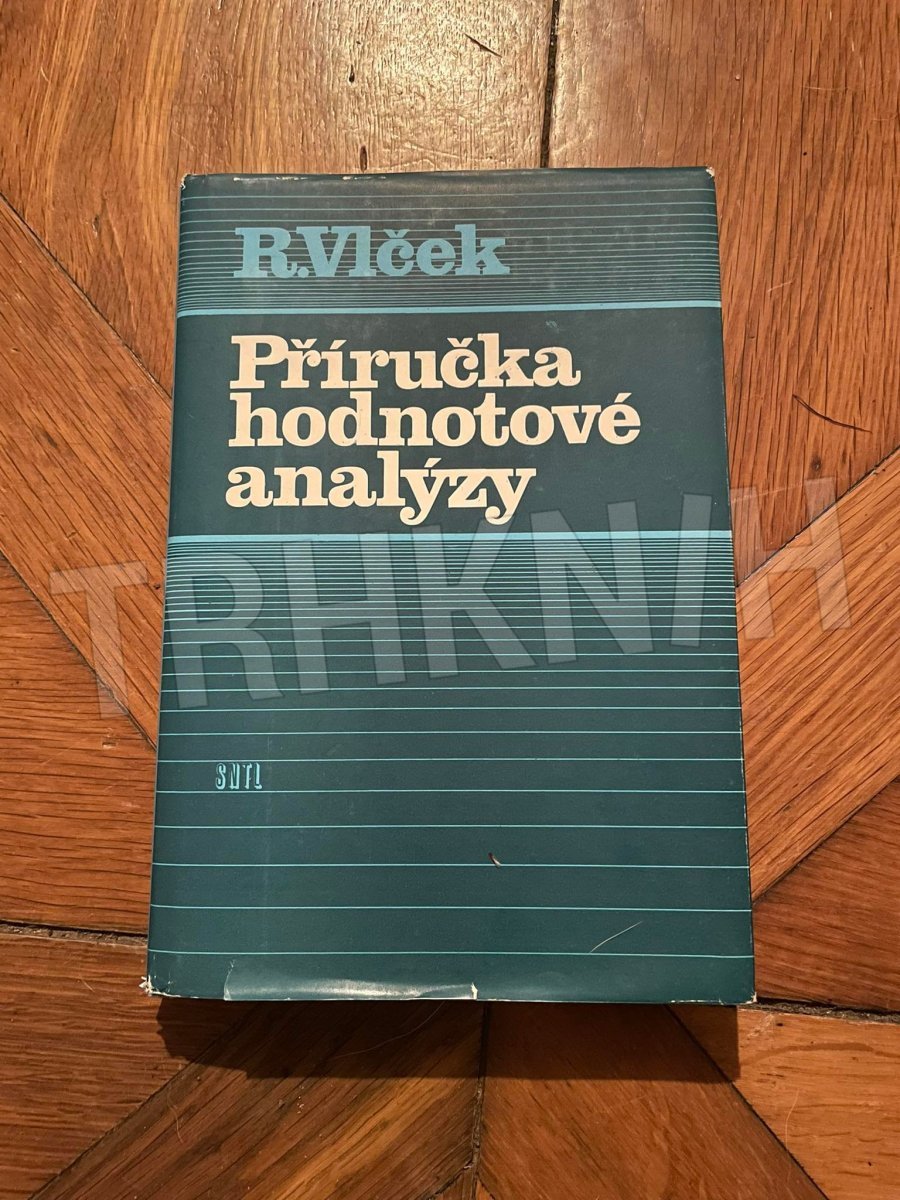 R.Vlček
Příručka
hodnotové
analýzy
TRHKNIH
SNTL